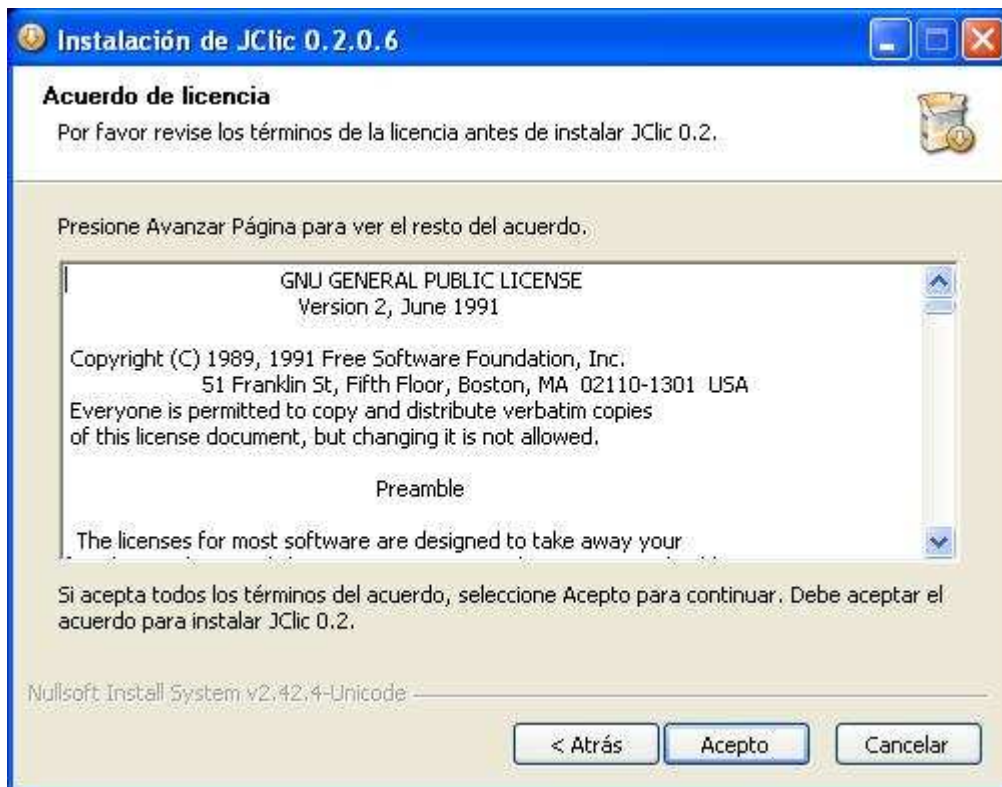 Instalación de JClic 0.2.0.6
Acuerdo de licencia
Por favor revise los términos de la licencia antes de instalar JClic 0.2.
Presione Avanzar Página para ver el resto del acuerdo.
GNU GENERAL PUBLIC LICENSE
Version 2, June 1991
Copyright (C) 1989, 1991 Free Software Foundation, Inc.
51 Franklin St, Fifth Floor, Boston, MA  02110-1301  USA
Everyone is permitted to copy and distribute verbatim copies
of this license document, but changing it is not allowed.
Preamble
The licenses for most software are designed to take away your
Si acepta todos los términos del acuerdo, seleccione Acepto para continuar. Debe aceptar el
acuerdo para instalar JClic 0.2.
Nullsoft Install System v2.42.4-Unicode
< Atrás
Acepto
Cancelar